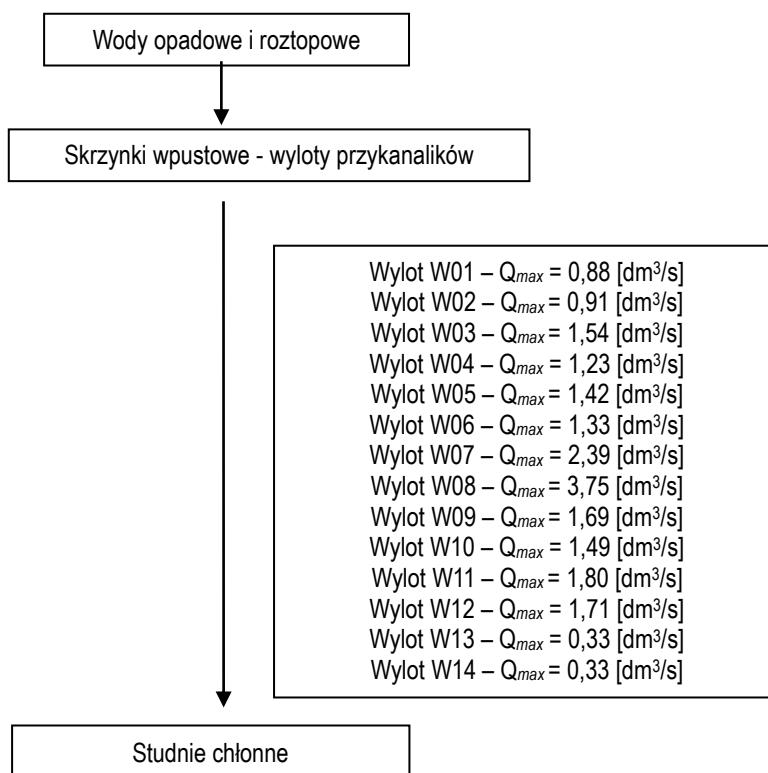 Wody opadowe i roztopowe
Skrzynki wpustowe - wyloty przykanalików
Wylot W01 – Qmax = 0,88 [dm³/s]
Wylot W02 – Qmax = 0,91 [dm³/s]
Wylot W03 – Qmax = 1,54 [dm³/s]
Wylot W04 – Qmax = 1,23 [dm³/s]
Wylot W05 – Qmax = 1,42 [dm³/s]
Wylot W06 – Qmax = 1,33 [dm³/s]
Wylot W07 – Qmax = 2,39 [dm³/s]
Wylot W08 – Qmax = 3,75 [dm³/s]
Wylot W09 – Qmax = 1,69 [dm³/s]
Wylot W10 – Qmax = 1,49 [dm³/s]
Wylot W11 – Qmax = 1,80 [dm³/s]
Wylot W12 – Qmax = 1,71 [dm³/s]
Wylot W13 – Qmax = 0,33 [dm³/s]
Wylot W14 – Qmax = 0,33 [dm³/s]
Studnie chłonne